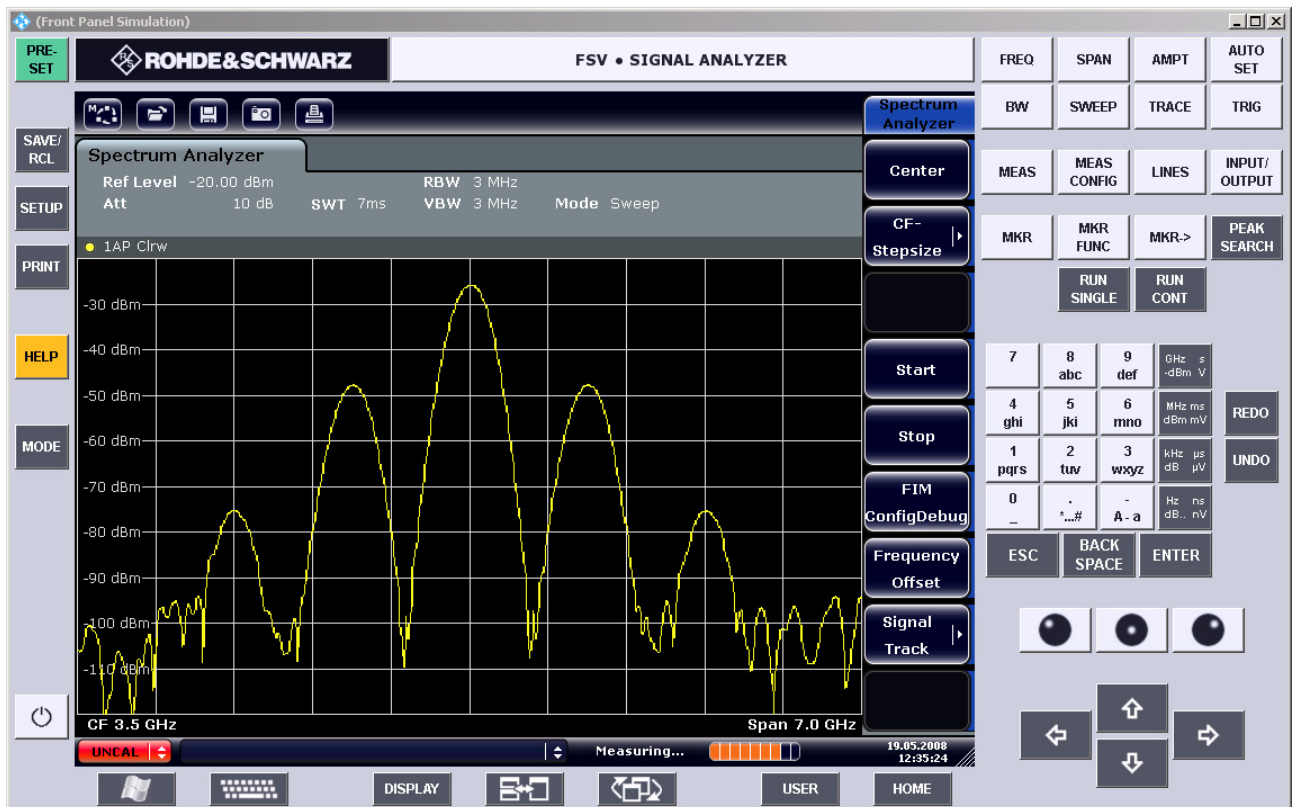 (Front Panel Simulation)
PRE-
SET
ROHDE&SCHWARZ
FSV • SIGNAL ANALYZER
FREQ
SPAN
AMPT
AUTO
SET
BW
SWEEP
TRACE
TRIG
SAVE/
RCL
SETUP
PRINT
HELP
MODE
Spectrum
Analyzer
Spectrum Analyzer
Ref Level -20.00 dBm
RBW 3 MHz
Att 10 dB SWT 7ms VBW 3 MHz Mode Sweep
1AP Clrw
-30 dBm
-40 dBm
-50 dBm
-60 dBm
-70 dBm
-80 dBm
-90 dBm
-100 dBm
-110 dBm
CF 3.5 GHz
Span 7.0 GHz
Center
CF-
Stepsize
Start
Stop
FIM
ConfigDebug
Frequency
Offset
Signal
Track
MEAS
MEAS
CONFIG
LINES
INPUT/
OUTPUT
MKR
MKR
FUNC
MKR->
PEAK
SEARCH
RUN
SINGLE
RUN
CONT
7
8
abc
9
def
GHz s
-dBm V
4
ghi
5
jkl
6
mno
MHz ms
dBm mV
REDO
1
pqrs
2
tuv
3
wxyz
kHz µs
dB µV
UNDO
0
_
.
*...#
-
A - a
Hz ns
dB.. nV
ESC
BACK
SPACE
ENTER
UNCAL
Measuring...
19.05.2008
12:35:24
DISPLAY
USER
HOME